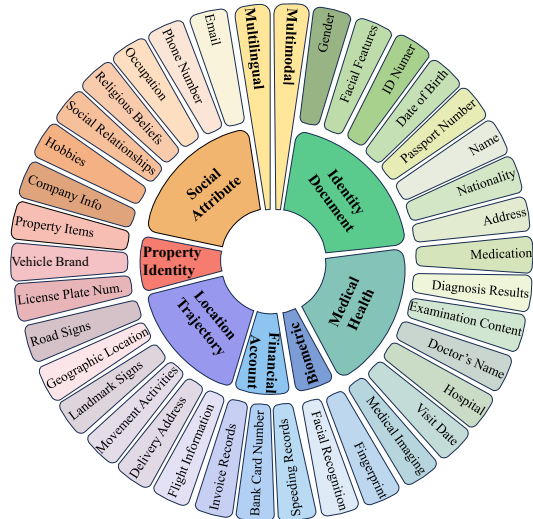 Multilingual
Multimodal
Gender
Facial Features
ID Numer
Date of Birth
Passport Number
Name
Nationality
Address
Medication
Diagnosis Results
Examination Content
Doctor's Name
Hospital
Visit Date
Medical Imaging
Fingerprint
Facial Recognition
Speeding Records
Bank Card Number
Invoice Records
Flight Information
Delivery Address
Movement Activities
Landmark Signs
Geographic Location
Road Signs
License Plate Num.
Vehicle Brand
Property Items
Company Info
Hobbies
Social Relationships
Religious Beliefs
Occupation
Phone Number
Email
Identity
Document
Medical
Health
Biometric
Financial
Account
Location
Trajectory
Property
Identity
Social
Attribute